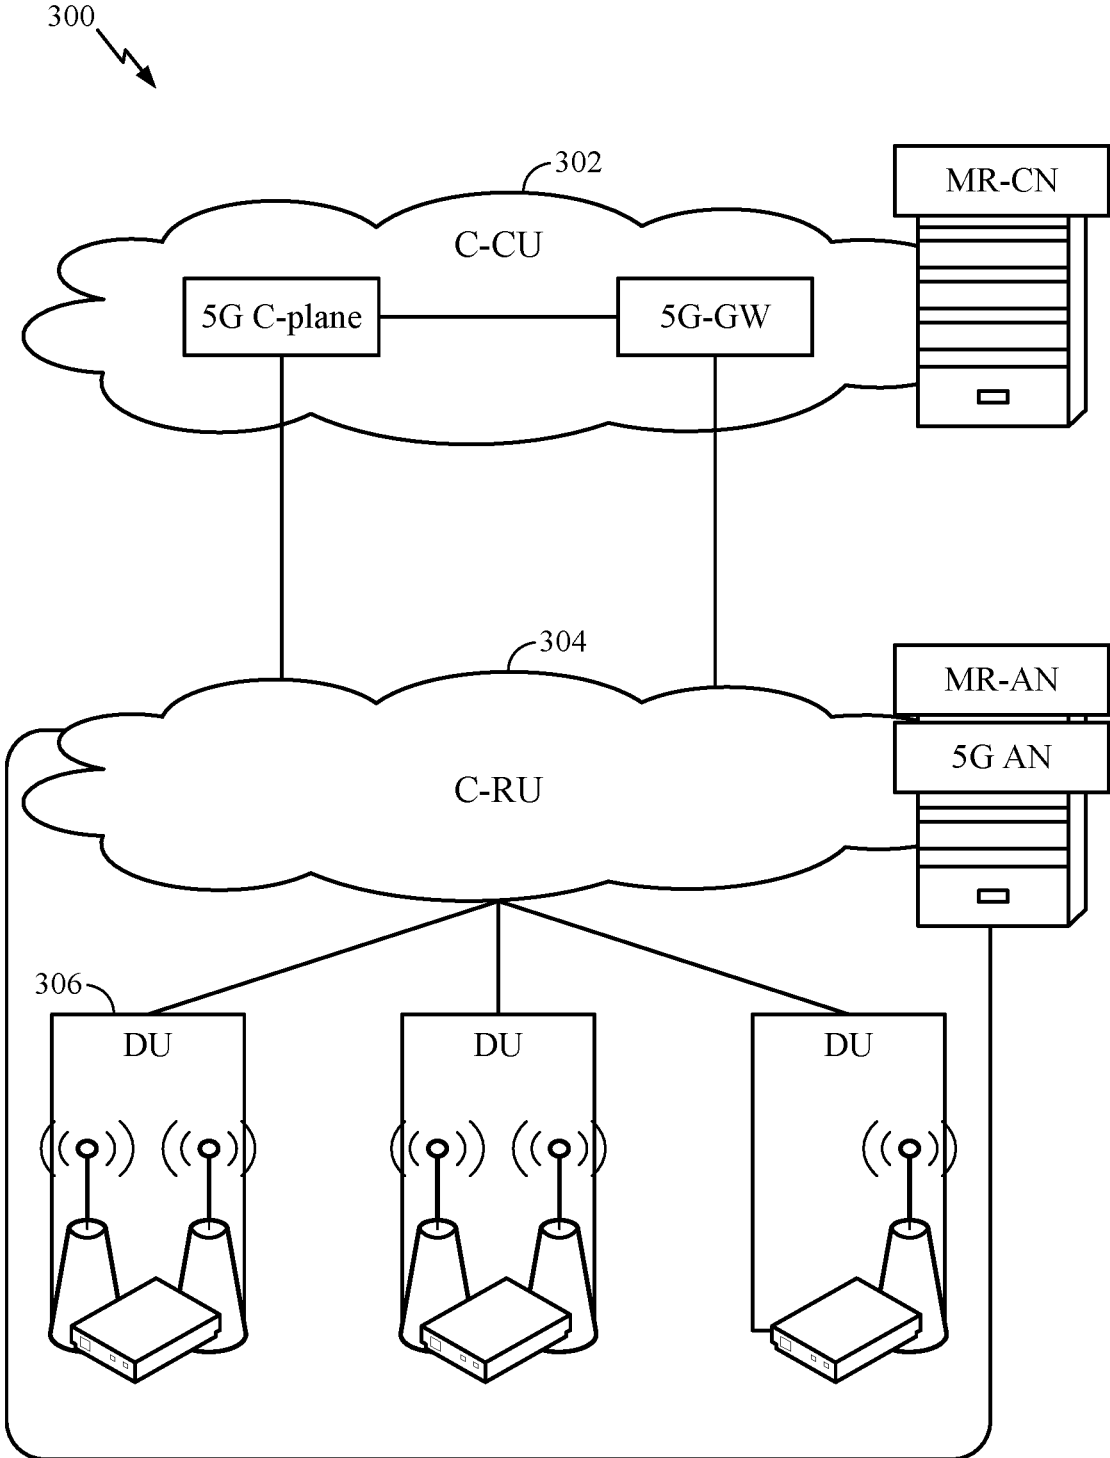 300
302
MR-CN
C-CU
5G C-plane
5G-GW
304
MR-AN
5G AN
C-RU
306
DU
DU
DU